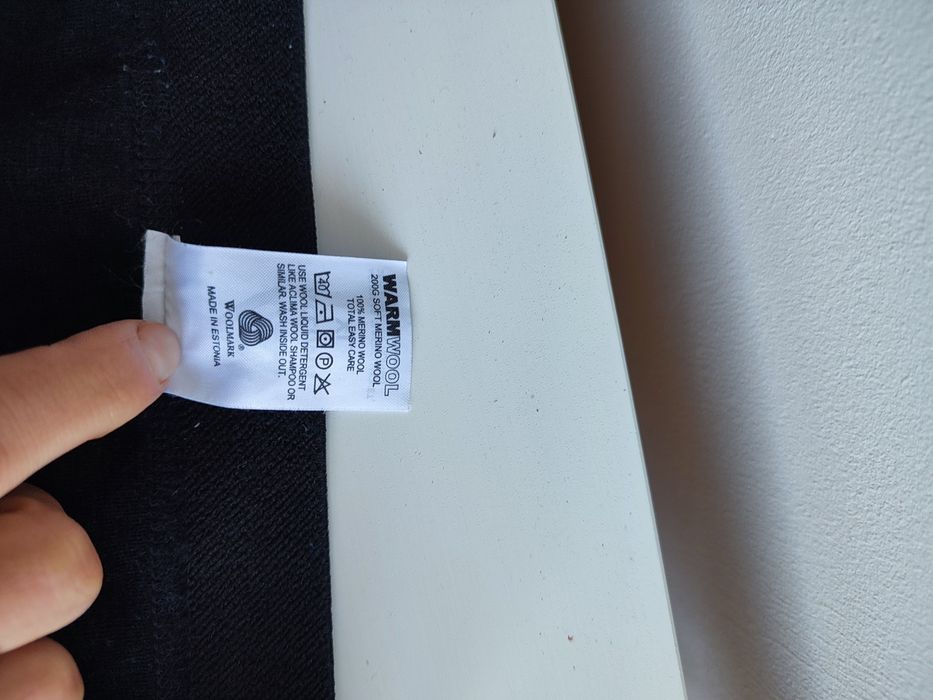 WARMWOOL
200G SOFT MERINO WOOL
100% MERINO WOOL
TOTAL EASY CARE
40 P
USE WOOL LIQUID DETERGENT
LIKE ACLIMA WOOL SHAMPOO OR
SIMILAR. WASH INSIDE OUT.
®
WOOLMARK
MADE IN ESTONIA